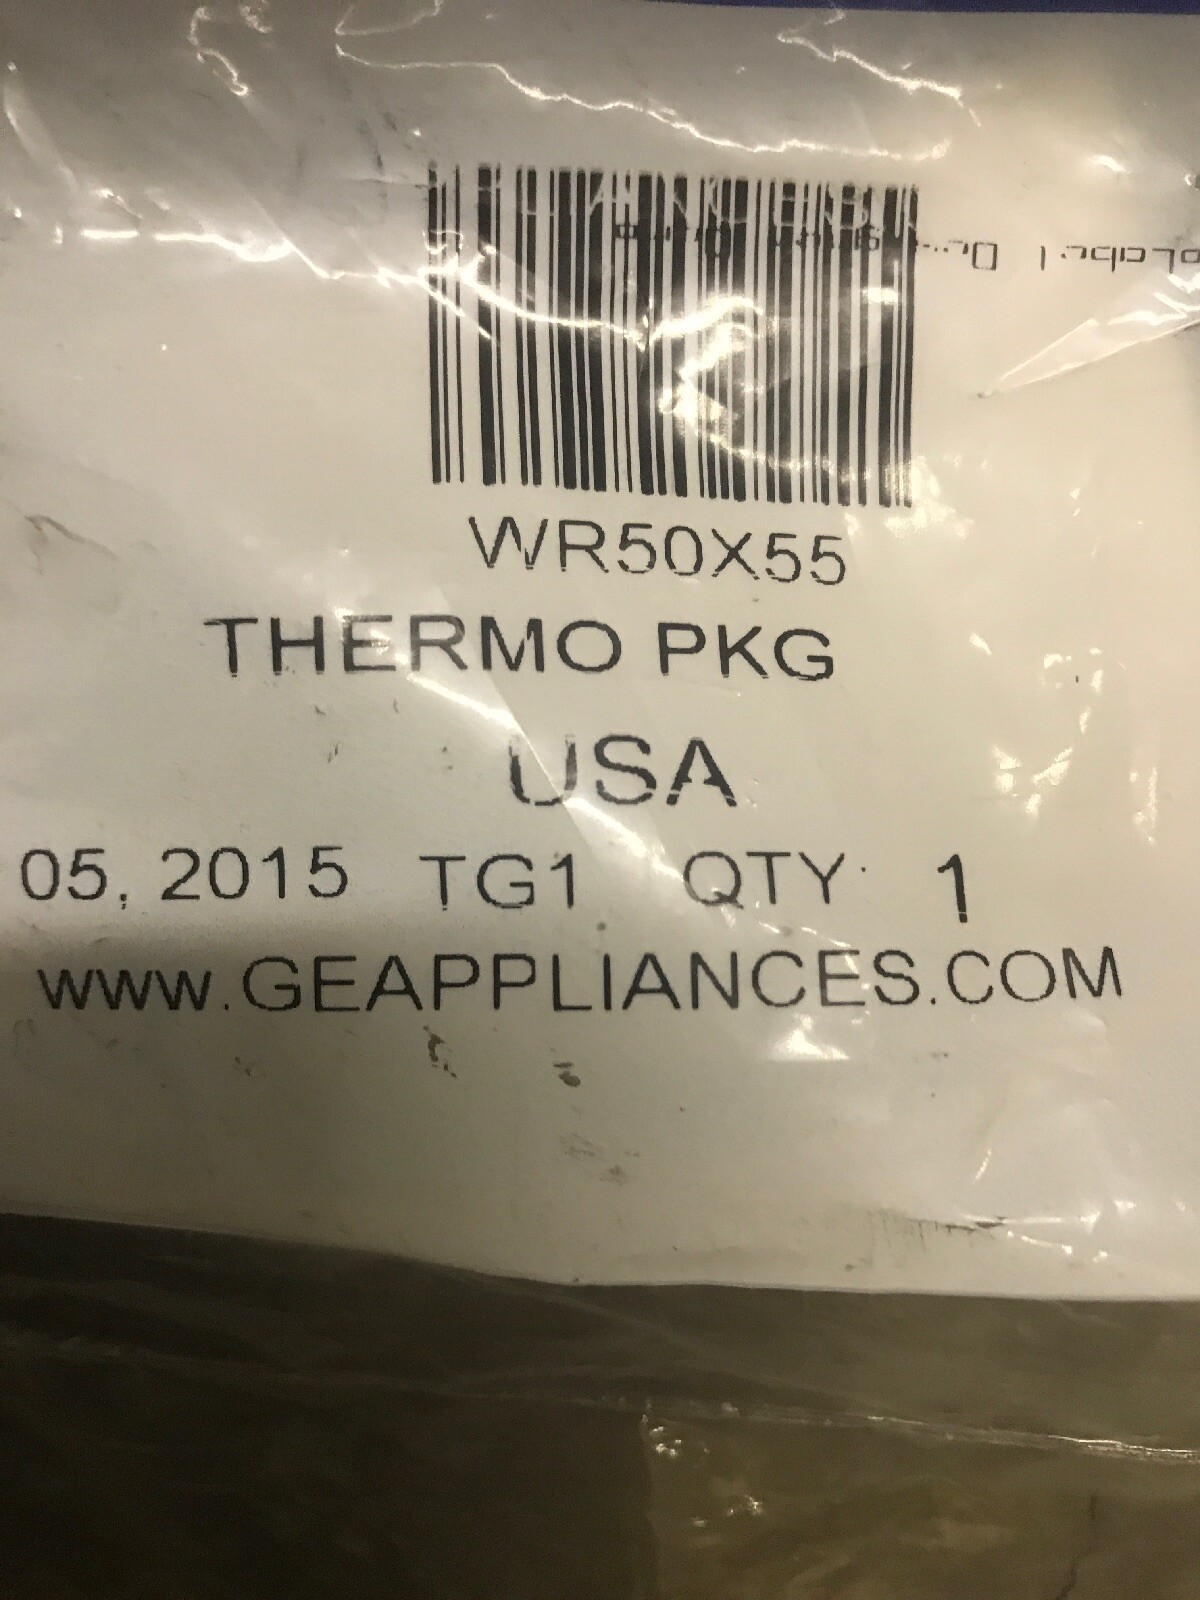 WR50X55
THERMO PKG
USA
05, 2015 TG1 QTY: 1
www.GEAPPLIANCES.COM